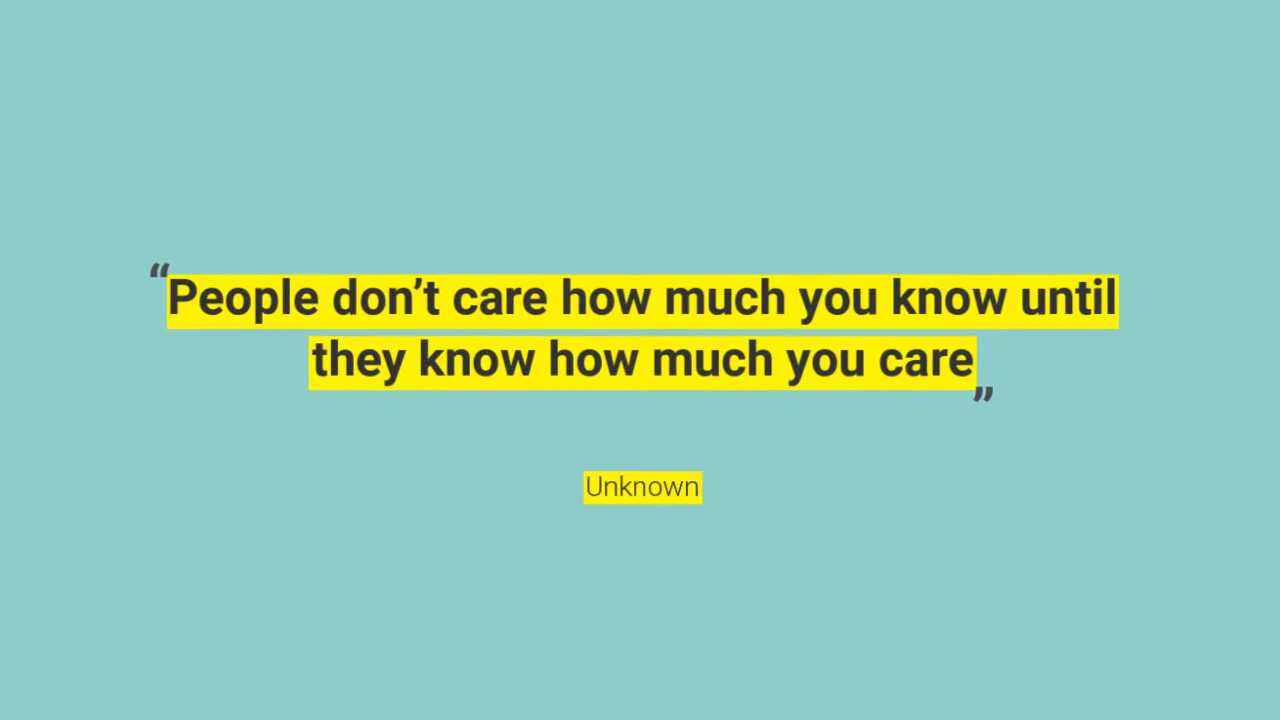 “People don’t care how much you know until
they know how much you care”
Unknown